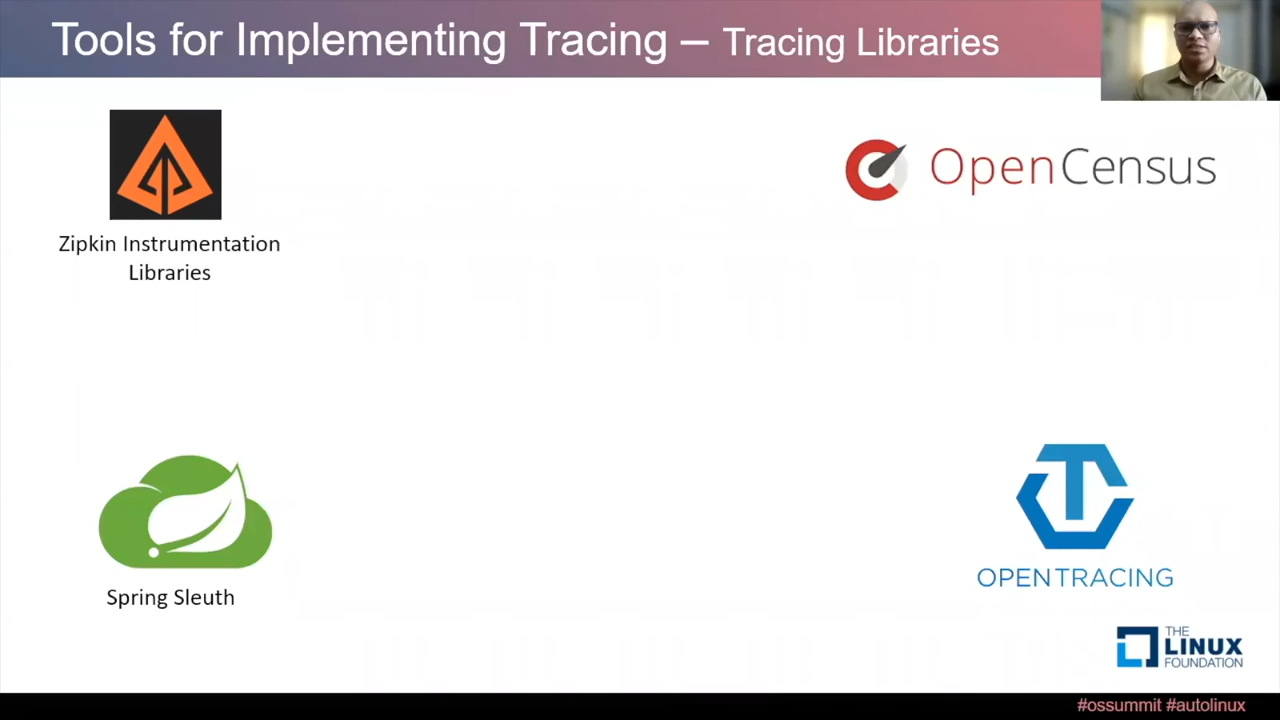 Tools for Implementing Tracing – Tracing Libraries
OpenCensus
Zipkin Instrumentation
Libraries
Spring Sleuth
OPENTRACING
THE
LINUX
FOUNDATION
#ossummit #autolinux